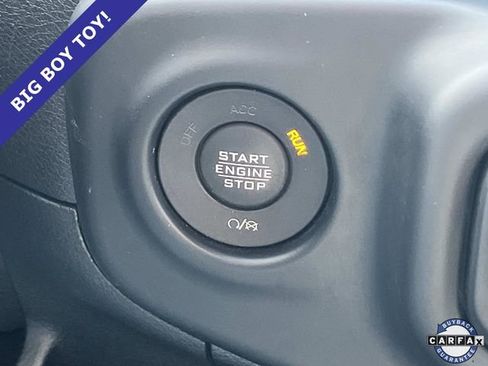 BIG BOY TOY!
OFF
ACC
RUN
START
ENGINE
STOP
BUYBACK
CARFAX
GUARANTEE